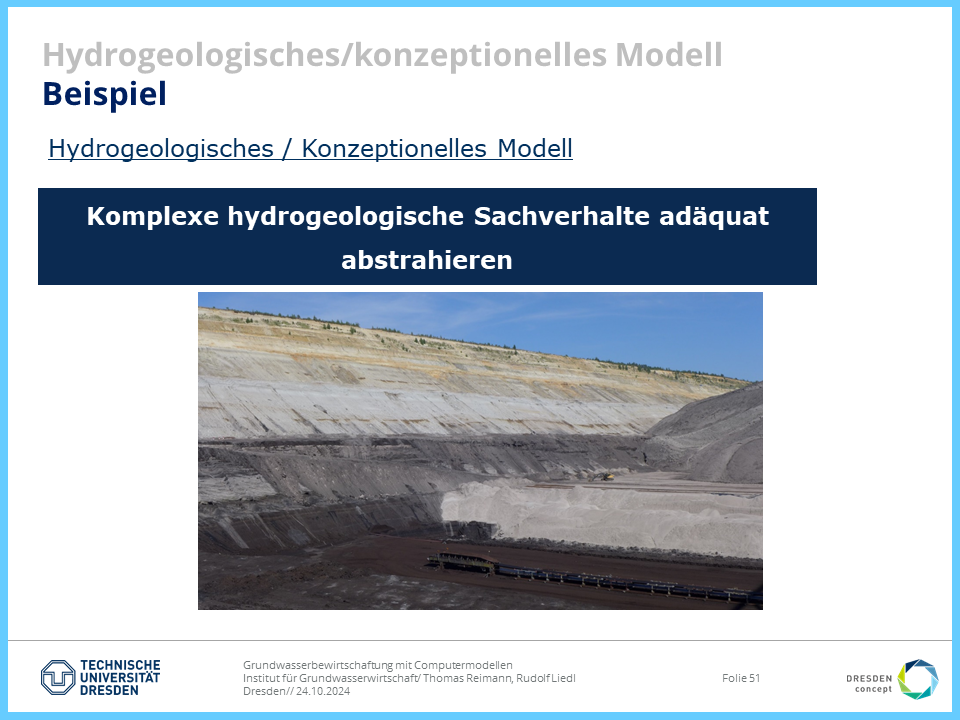 Hydrogeologisches/konzeptionelles Modell
Beispiel
Hydrogeologisches / Konzeptionelles Modell
Komplexe hydrogeologische Sachverhalte adäquat
abstrahieren
TECHNISCHE
UNIVERSITÄT
DRESDEN
Grundwasserbewirtschaftung mit Computermodellen
Institut für Grundwasserwirtschaft/ Thomas Reimann, Rudolf Liedl
Dresden// 24.10.2024
Folie 51
DRESDEN
concept